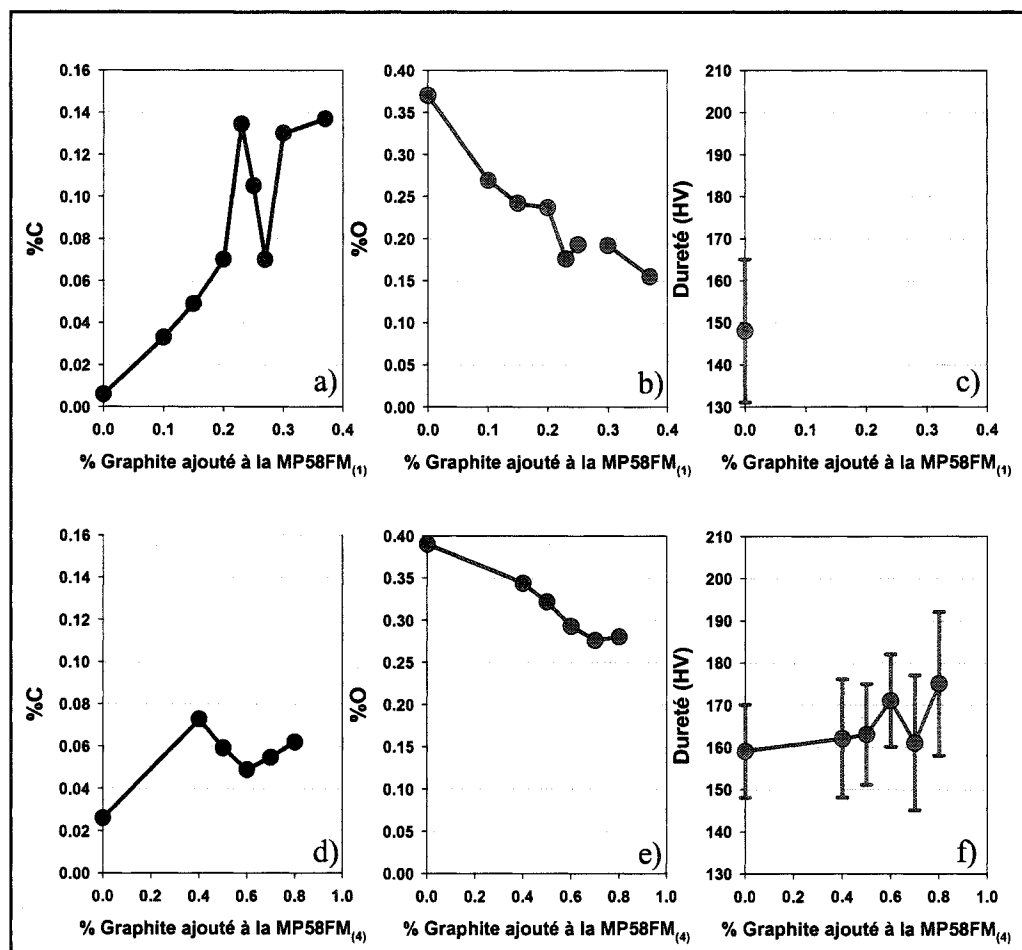 0.16
0.14
0.12
0.10
0.08
0.06
0.04
0.02
0.00
%C
a)
0.0 0.1 0.2 0.3 0.4
% Graphite ajouté à la MP58FM(1)
0.40
0.35
0.30
0.25
0.20
0.15
0.10
0.05
0.00
%O
b)
0.0 0.1 0.2 0.3 0.4
% Graphite ajouté à la MP58FM(1)
210
200
190
180
170
160
150
140
130
Dureté (HV)
c)
0.0 0.1 0.2 0.3 0.4
% Graphite ajouté à la MP58FM(1)
0.16
0.14
0.12
0.10
0.08
0.06
0.04
0.02
0.00
%C
d)
0.0 0.2 0.4 0.6 0.8 1.0
% Graphite ajouté à la MP58FM(4)
0.40
0.35
0.30
0.25
0.20
0.15
0.10
0.05
0.00
%O
e)
0.0 0.2 0.4 0.6 0.8 1.0
% Graphite ajouté à la MP58FM(4)
210
200
190
180
170
160
150
140
130
Dureté (HV)
f)
0.0 0.2 0.4 0.6 0.8 1.0
% Graphite ajouté à la MP58FM(4)